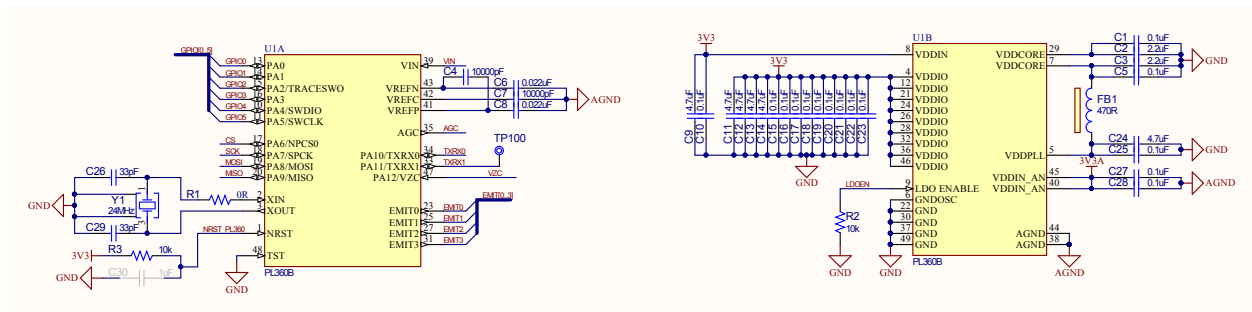 U1A
GPIO[0..5]
GPIO0 13 PA0
GPIO1 14 PA1
GPIO2 15 PA2/TRACESWO
GPIO3 16 PA3
GPIO4 10 PA4/SWDIO
GPIO5 11 PA5/SWCLK
CS 17 PA6/NPCS0
SCK 18 PA7/SPCK
MOSI 19 PA8/MOSI
MISO 20 PA9/MISO
C26 33pF
Y1
24MHz
1
3
GND
C29 33pF
R1 0R
2 XIN
3 XOUT
NRST PL360 1 NRST
3V3 R3 10k
GND C30 1uF
48 TST
GND
PL360B
VIN 39 VIN
C4 10000pF
VREFN 43
VREFC 42
VREFP 41
C6 0.022uF
C7 10000pF
C8 0.022uF
AGND
AGC 35 AGC
TP100
PA10/TXRX0 34 TXRX0
PA11/TXRX1 33 TXRX1
PA12/VZC 47 VZC
EMIT[0..3]
EMIT0 23 EMIT0
EMIT1 25 EMIT1
EMIT2 27 EMIT2
EMIT3 31 EMIT3
U1B
3V3
8 VDDIN
3V3
4 VDDIO
12 VDDIO
21 VDDIO
24 VDDIO
26 VDDIO
28 VDDIO
32 VDDIO
36 VDDIO
46 VDDIO
C9 4.7uF
C10 0.1uF
C11 4.7uF
C12 0.1uF
C13 4.7uF
C14 4.7uF
C15 0.1uF
C16 0.1uF
C17 0.1uF
C18 0.1uF
C19 0.1uF
C20 0.1uF
C21 0.1uF
C22 0.1uF
C23 0.1uF
GND
LDOEN 9 LDO ENABLE
6 GNDOSC
22 GND
30 GND
37 GND
49 GND
R2
10k
GND
GND
PL360B
VDDCORE 29
VDDCORE 7
C1 0.1uF
C2 2.2uF
C3 2.2uF
C5 0.1uF
GND
FB1
470R
VDDPLL 5
C24 4.7uF
C25 0.1uF
GND
3V3A
VDDIN_AN 45
VDDIN_AN 40
C27 0.1uF
C28 0.1uF
AGND
AGND 44
AGND 38
AGND